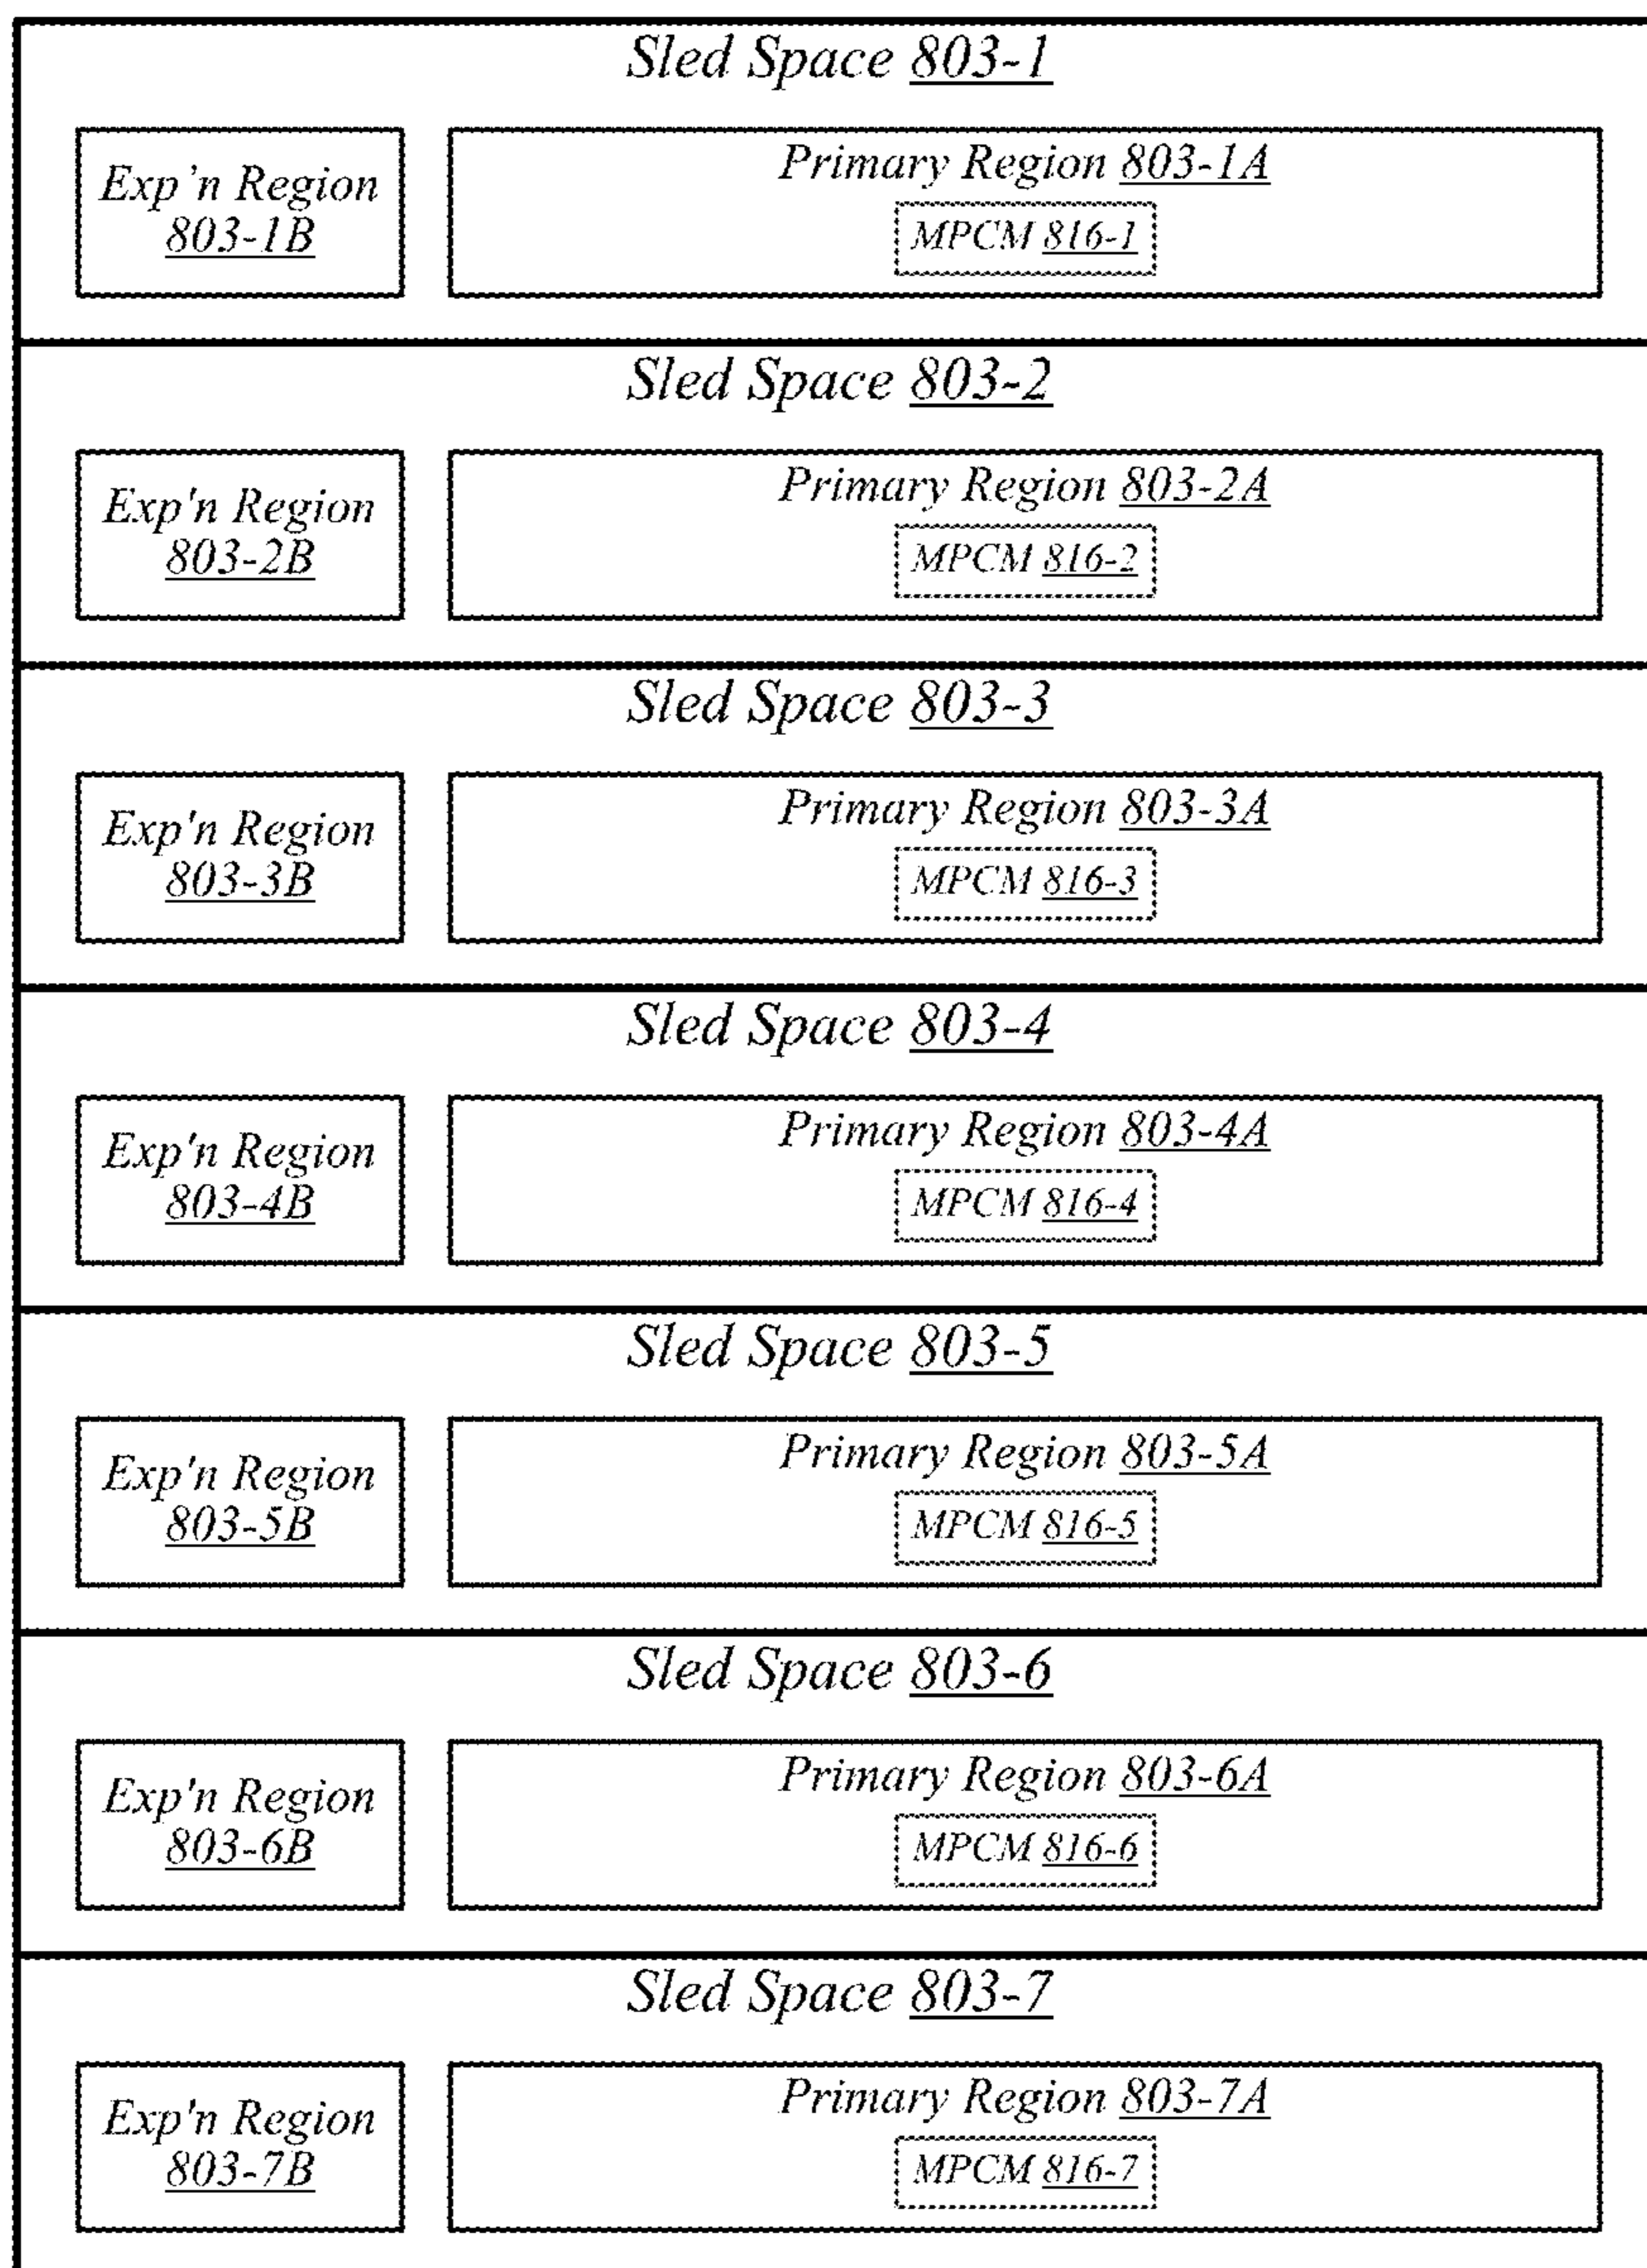 Sled Space 803-1
Exp’n Region
803-1B
Primary Region 803-1A
MPCM 816-1
Sled Space 803-2
Exp'n Region
803-2B
Primary Region 803-2A
MPCM 816-2
Sled Space 803-3
Exp'n Region
803-3B
Primary Region 803-3A
MPCM 816-3
Sled Space 803-4
Exp'n Region
803-4B
Primary Region 803-4A
MPCM 816-4
Sled Space 803-5
Exp'n Region
803-5B
Primary Region 803-5A
MPCM 816-5
Sled Space 803-6
Exp'n Region
803-6B
Primary Region 803-6A
MPCM 816-6
Sled Space 803-7
Exp'n Region
803-7B
Primary Region 803-7A
MPCM 816-7